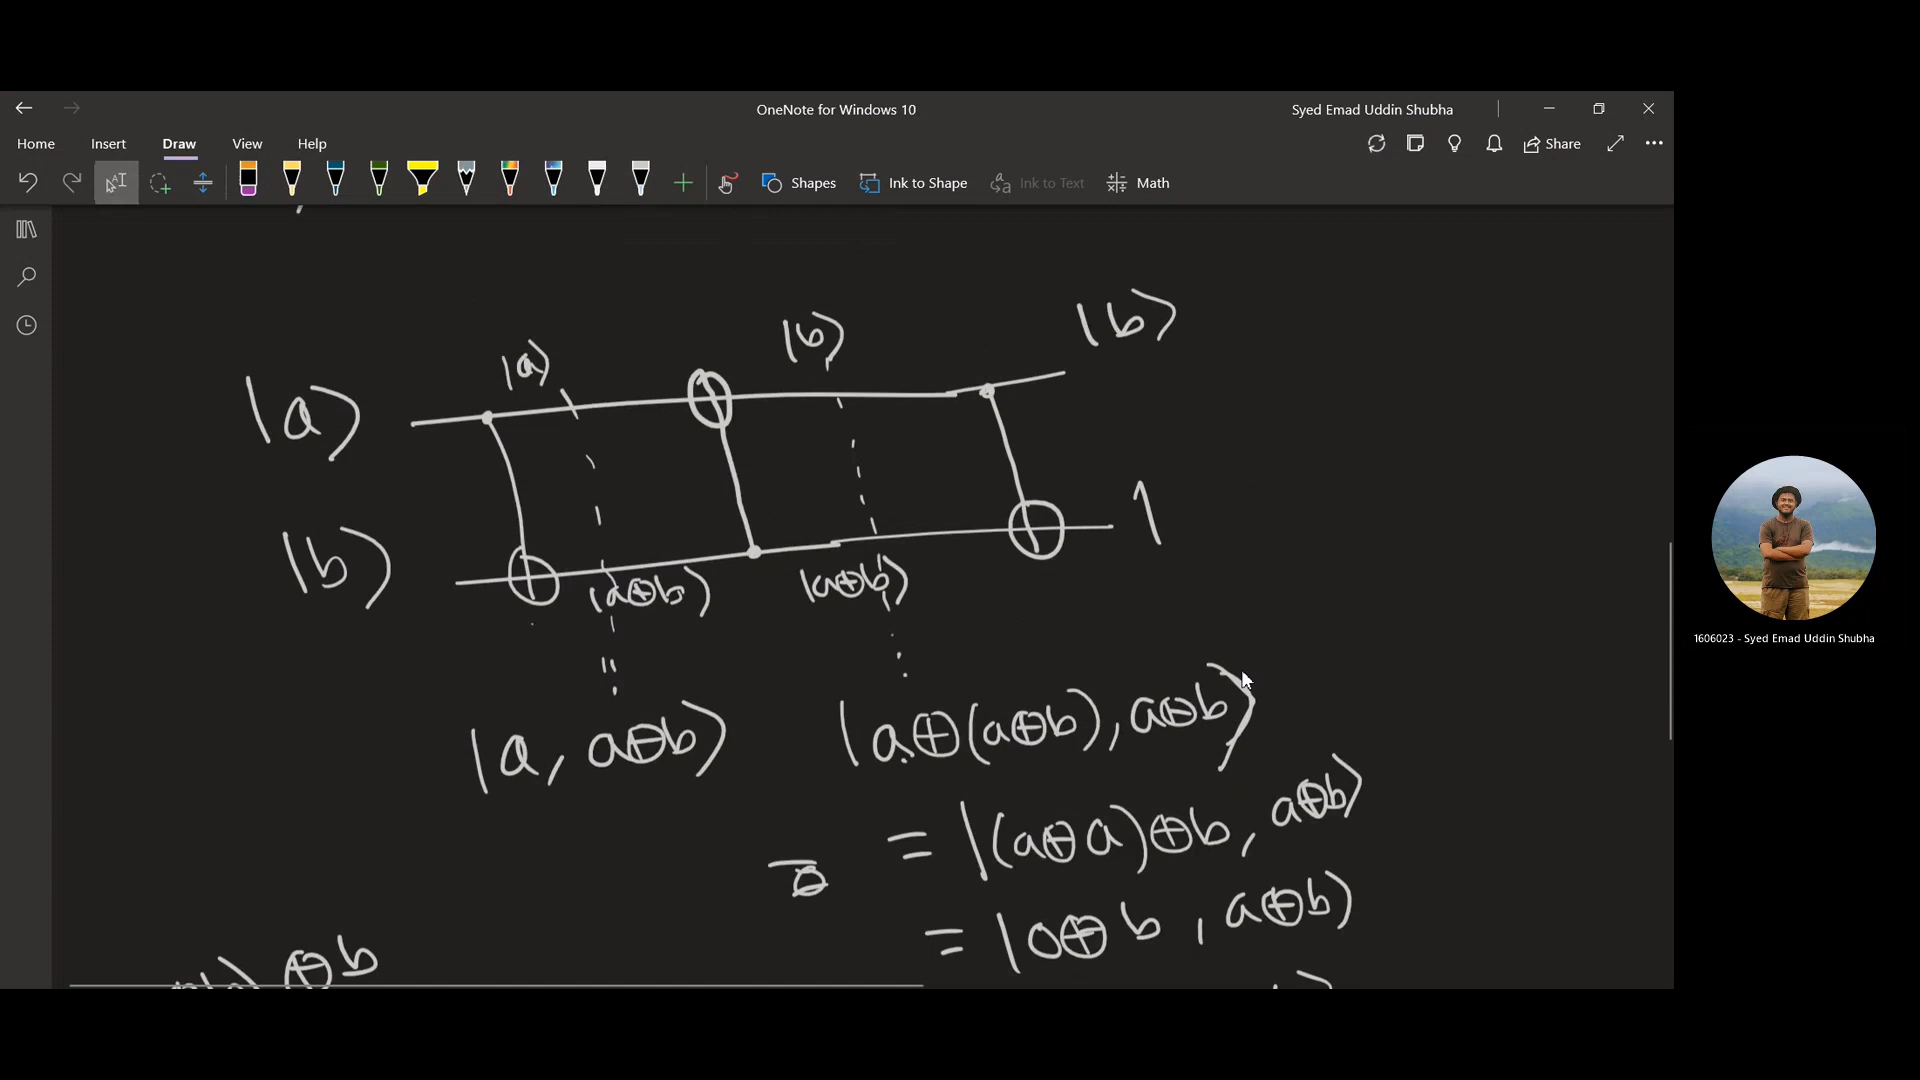 OneNote for Windows 10
Syed Emad Uddin Shubha
Home Insert Draw View Help
Share
Shapes
Ink to Shape
Ink to Text
Math
|a⟩ |b⟩ |b⟩
|a⟩
|b⟩
|a⊕b⟩ |a⊕b⟩
|a, a⊕b⟩ |a⊕(a⊕b), a⊕b⟩
= |(a⊕a)⊕b, a⊕b⟩
= |0⊕b, a⊕b⟩
⊕b
1606023 - Syed Emad Uddin Shubha